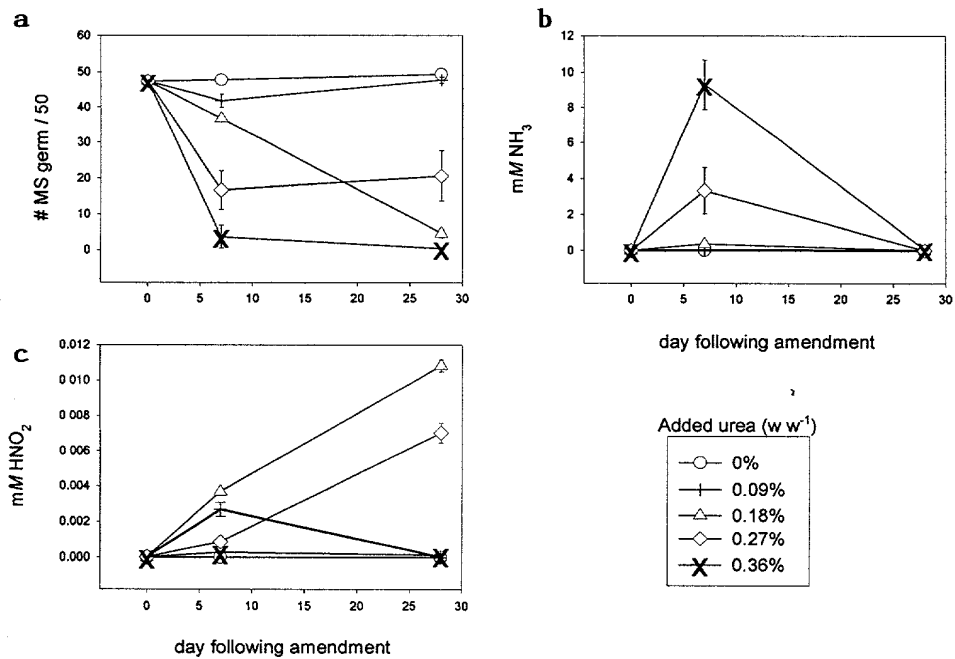 a
# MS germ / 50
60
50
40
30
20
10
0
0 5 10 15 20 25 30
b
mM NH3
12
10
8
6
4
2
0
0 5 10 15 20 25 30
day following amendment
c
mM HNO2
0.012
0.010
0.008
0.006
0.004
0.002
0.000
0 5 10 15 20 25 30
day following amendment
Added urea (w w-1)
0%
0.09%
0.18%
0.27%
0.36%